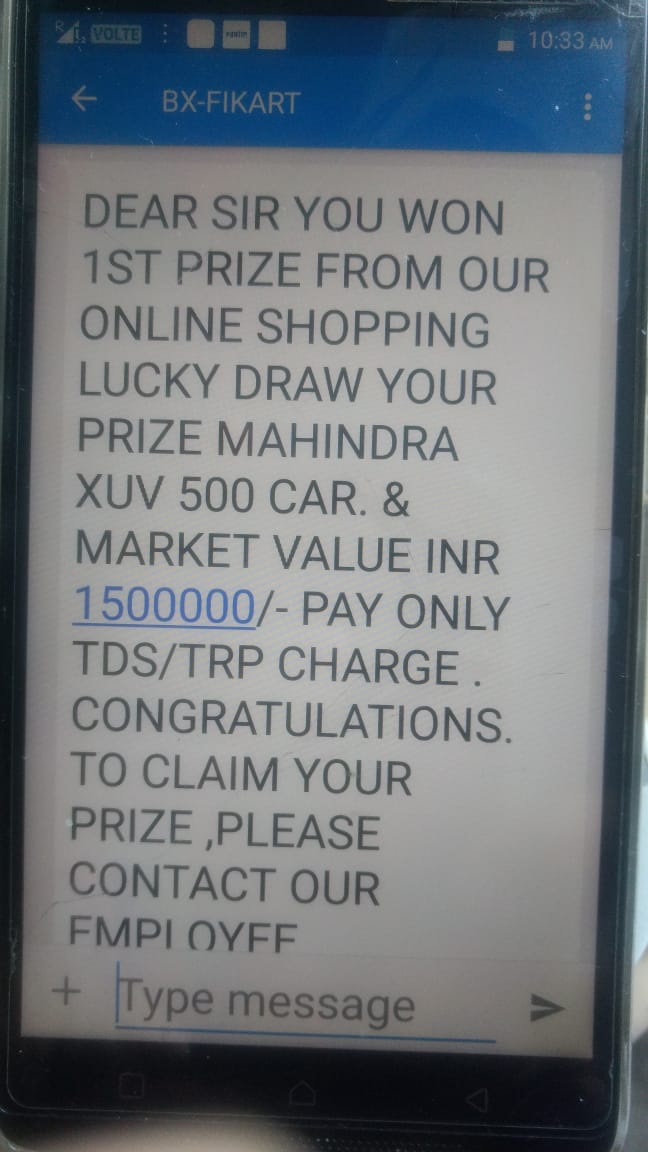 R
VOLTE
paytm
10:33 AM
BX-FIKART
DEAR SIR YOU WON
1ST PRIZE FROM OUR
ONLINE SHOPPING
LUCKY DRAW YOUR
PRIZE MAHINDRA
XUV 500 CAR. &
MARKET VALUE INR
1500000/- PAY ONLY
TDS/TRP CHARGE .
CONGRATULATIONS.
TO CLAIM YOUR
PRIZE ,PLEASE
CONTACT OUR
EMPLOYEE
Type message